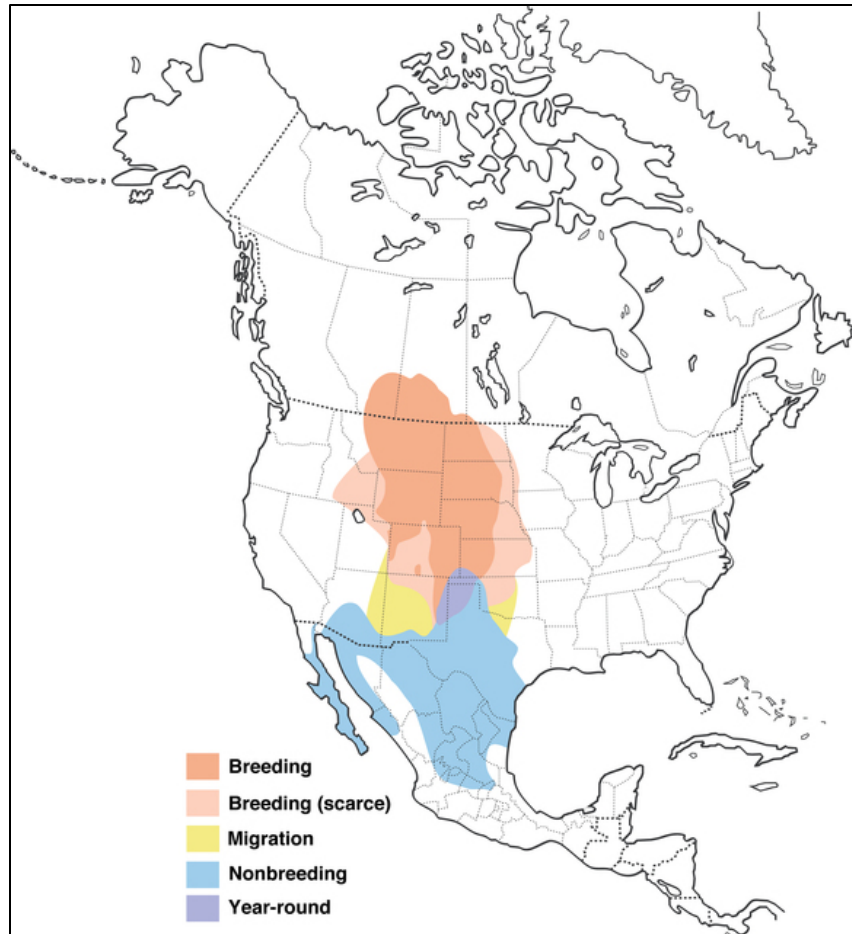 Breeding
Breeding (scarce)
Migration
Nonbreeding
Year-round